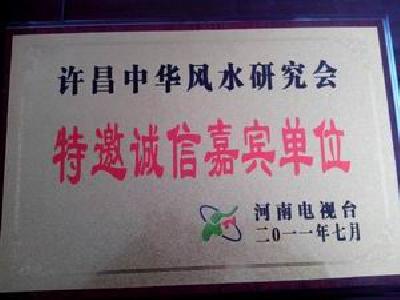 许昌中华风水研究会
特邀诚信嘉宾单位
河南电视台
二○一一年七月